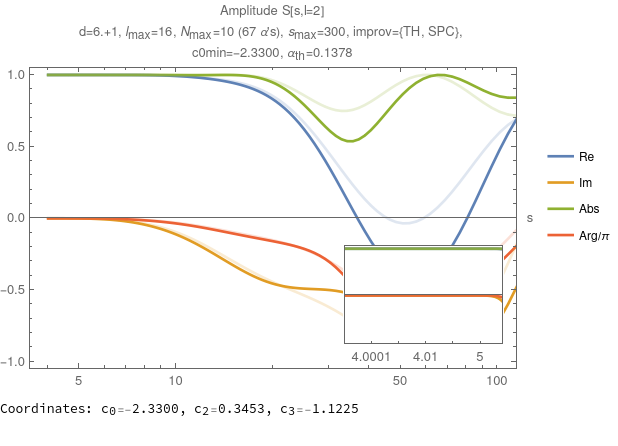 Amplitude S[s,l=2]
d=6.+1, lmax=16, Nmax=10 (67 α's), smax=300, improv={TH, SPC},
c0min=-2.3300, αth=0.1378
1.0
0.5
0.0
-0.5
-1.0
5
10
50
100
s
4.0001
4.01
5
Re
Im
Abs
Arg/π
Coordinates: c0=-2.3300, c2=0.3453, c3=-1.1225